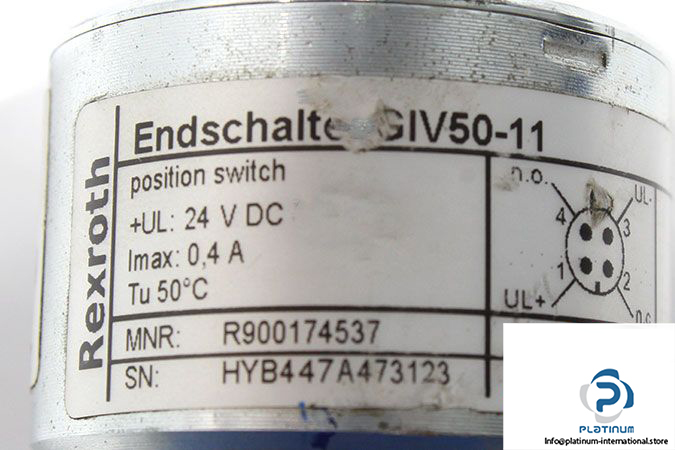 Rexroth
Endschalte GIV50-11
position switch
+UL: 24 V DC
Imax: 0,4 A
Tu 50°C
MNR: R900174537
SN: HYB447A473123
n.o.
UL-
4 3
1 2
UL+
PLATINUM
info@platinum-international.store